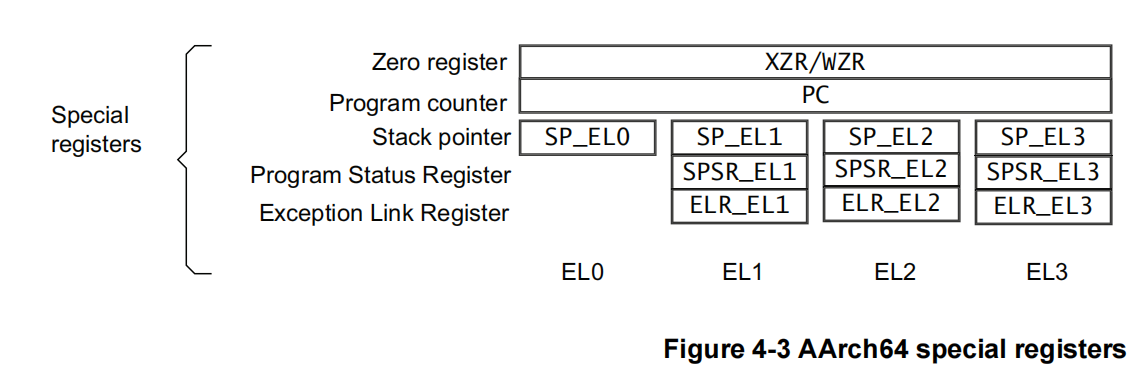 Zero register XZR/WZR
Program counter PC
Special registers
Stack pointer SP_EL0 SP_EL1 SP_EL2 SP_EL3
Program Status Register SPSR_EL1 SPSR_EL2 SPSR_EL3
Exception Link Register ELR_EL1 ELR_EL2 ELR_EL3
EL0 EL1 EL2 EL3
Figure 4-3 AArch64 special registers